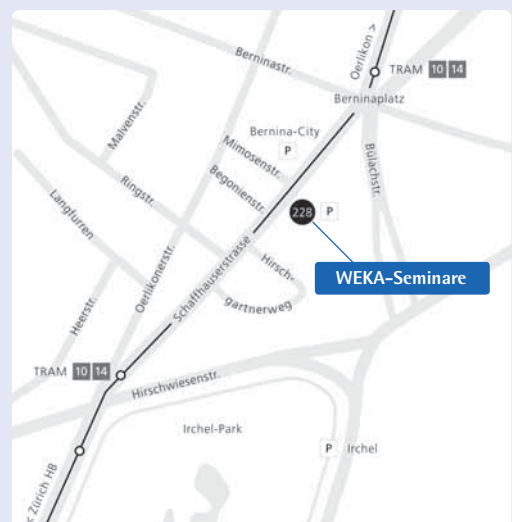 Oerlikon >
TRAM 10 14
Berninastr.
Berninaplatz
Malvenstr.
Bernina-City
P
Mimosenstr.
Bülachstr.
Begonienstr.
Ringstr.
Langfurren
228 P
Oerlikonerstr.
Schaffhauserstrasse
Hirsch-
gartnerweg
WEKA-Seminare
Heerstr.
TRAM 10 14
Hirschwiesenstr.
Irchel-Park
P Irchel
< Zürich HB